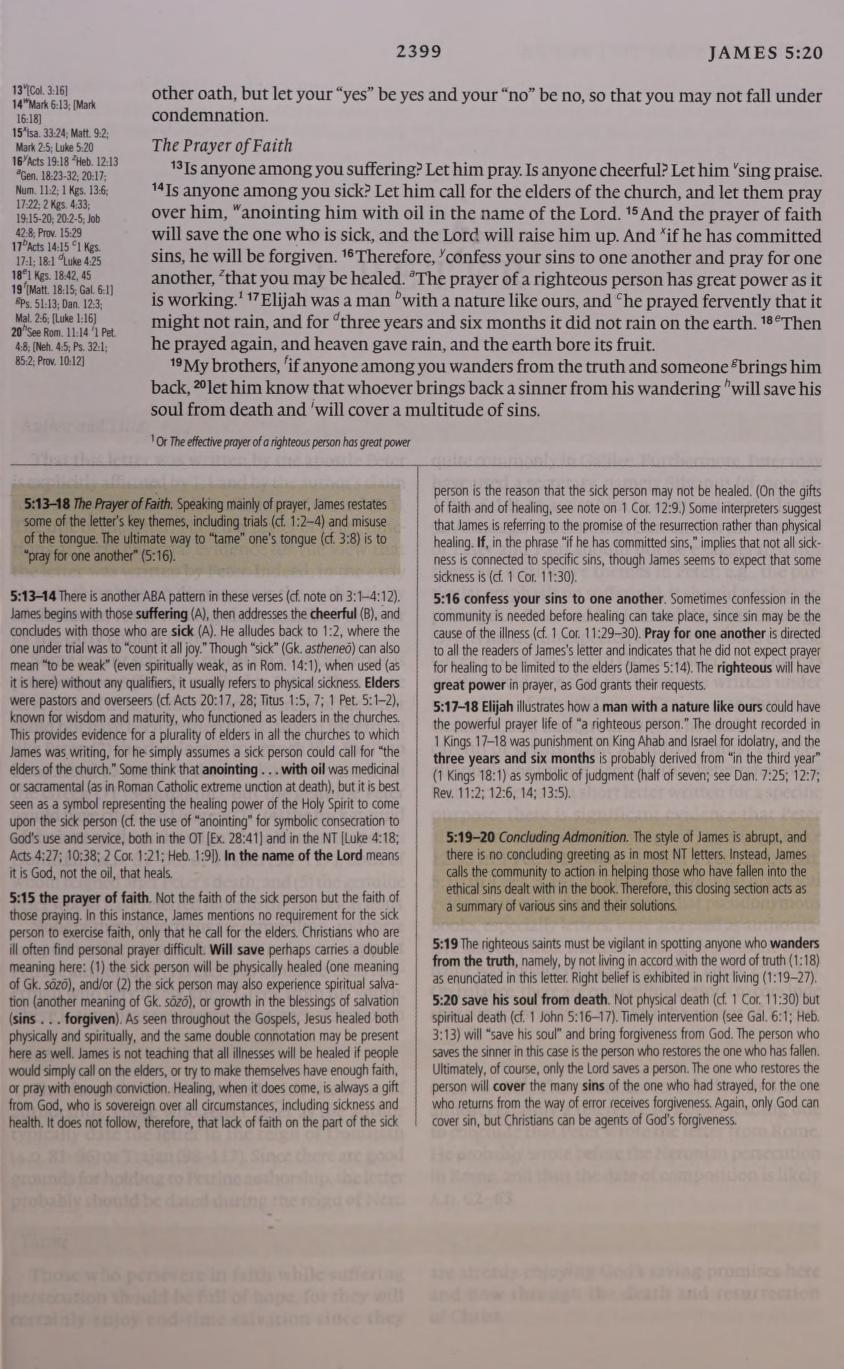 2399
JAMES 5:20
13ᵛ[Col. 3:16]
14ʷMark 6:13; [Mark
16:18]
15ˣIsa. 33:24; Matt. 9:2;
Mark 2:5; Luke 5:20
16ʸActs 19:18 ᶻHeb. 12:13
ᵃGen. 18:23-32; 20:17;
Num. 11:2; 1 Kgs. 13:6;
17:22; 2 Kgs. 4:33;
19:15-20; 20:2-5; Job
42:8; Prov. 15:29
17ᵇActs 14:15 ᶜ1 Kgs.
17:1; 18:1 ᵈLuke 4:25
18ᵉ1 Kgs. 18:42, 45
19ᶠ[Matt. 18:15; Gal. 6:1]
ᵍPs. 51:13; Dan. 12:3;
Mal. 2:6; [Luke 1:16]
20ʰSee Rom. 11:14 ⁱ1 Pet.
4:8; [Neh. 4:5; Ps. 32:1;
85:2; Prov. 10:12]
other oath, but let your “yes” be yes and your “no” be no, so that you may not fall under
condemnation.
The Prayer of Faith
¹³Is anyone among you suffering? Let him pray. Is anyone cheerful? Let him ᵛsing praise.
¹⁴Is anyone among you sick? Let him call for the elders of the church, and let them pray
over him, ʷanointing him with oil in the name of the Lord. ¹⁵And the prayer of faith
will save the one who is sick, and the Lord will raise him up. And ˣif he has committed
sins, he will be forgiven. ¹⁶Therefore, ʸconfess your sins to one another and pray for one
another, ᶻthat you may be healed. ᵃThe prayer of a righteous person has great power as it
is working.¹ ¹⁷Elijah was a man ᵇwith a nature like ours, and ᶜhe prayed fervently that it
might not rain, and for ᵈthree years and six months it did not rain on the earth. ¹⁸ᵉThen
he prayed again, and heaven gave rain, and the earth bore its fruit.
¹⁹My brothers, ᶠif anyone among you wanders from the truth and someone ᵍbrings him
back, ²⁰let him know that whoever brings back a sinner from his wandering ʰwill save his
soul from death and ⁱwill cover a multitude of sins.
¹ Or The effective prayer of a righteous person has great power
5:13–18 The Prayer of Faith. Speaking mainly of prayer, James restates
some of the letter's key themes, including trials (cf. 1:2–4) and misuse
of the tongue. The ultimate way to “tame” one's tongue (cf. 3:8) is to
“pray for one another” (5:16).
5:13–14 There is another ABA pattern in these verses (cf. note on 3:1–4:12).
James begins with those suffering (A), then addresses the cheerful (B), and
concludes with those who are sick (A). He alludes back to 1:2, where the
one under trial was to “count it all joy.” Though “sick” (Gk. astheneō) can also
mean “to be weak” (even spiritually weak, as in Rom. 14:1), when used (as
it is here) without any qualifiers, it usually refers to physical sickness. Elders
were pastors and overseers (cf. Acts 20:17, 28; Titus 1:5, 7; 1 Pet. 5:1–2),
known for wisdom and maturity, who functioned as leaders in the churches.
This provides evidence for a plurality of elders in all the churches to which
James was writing, for he simply assumes a sick person could call for “the
elders of the church.” Some think that anointing . . . with oil was medicinal
or sacramental (as in Roman Catholic extreme unction at death), but it is best
seen as a symbol representing the healing power of the Holy Spirit to come
upon the sick person (cf. the use of “anointing” for symbolic consecration to
God's use and service, both in the OT [Ex. 28:41] and in the NT [Luke 4:18;
Acts 4:27; 10:38; 2 Cor. 1:21; Heb. 1:9]). In the name of the Lord means
it is God, not the oil, that heals.
5:15 the prayer of faith. Not the faith of the sick person but the faith of
those praying. In this instance, James mentions no requirement for the sick
person to exercise faith, only that he call for the elders. Christians who are
ill often find personal prayer difficult. Will save perhaps carries a double
meaning here: (1) the sick person will be physically healed (one meaning
of Gk. sōzō), and/or (2) the sick person may also experience spiritual salva-
tion (another meaning of Gk. sōzō), or growth in the blessings of salvation
(sins . . . forgiven). As seen throughout the Gospels, Jesus healed both
physically and spiritually, and the same double connotation may be present
here as well. James is not teaching that all illnesses will be healed if people
would simply call on the elders, or try to make themselves have enough faith,
or pray with enough conviction. Healing, when it does come, is always a gift
from God, who is sovereign over all circumstances, including sickness and
health. It does not follow, therefore, that lack of faith on the part of the sick
person is the reason that the sick person may not be healed. (On the gifts
of faith and of healing, see note on 1 Cor. 12:9.) Some interpreters suggest
that James is referring to the promise of the resurrection rather than physical
healing. If, in the phrase “if he has committed sins,” implies that not all sick-
ness is connected to specific sins, though James seems to expect that some
sickness is (cf. 1 Cor. 11:30).
5:16 confess your sins to one another. Sometimes confession in the
community is needed before healing can take place, since sin may be the
cause of the illness (cf. 1 Cor. 11:29–30). Pray for one another is directed
to all the readers of James's letter and indicates that he did not expect prayer
for healing to be limited to the elders (James 5:14). The righteous will have
great power in prayer, as God grants their requests.
5:17–18 Elijah illustrates how a man with a nature like ours could have
the powerful prayer life of “a righteous person.” The drought recorded in
1 Kings 17–18 was punishment on King Ahab and Israel for idolatry, and the
three years and six months is probably derived from “in the third year”
(1 Kings 18:1) as symbolic of judgment (half of seven; see Dan. 7:25; 12:7;
Rev. 11:2; 12:6, 14; 13:5).
5:19–20 Concluding Admonition. The style of James is abrupt, and
there is no concluding greeting as in most NT letters. Instead, James
calls the community to action in helping those who have fallen into the
ethical sins dealt with in the book. Therefore, this closing section acts as
a summary of various sins and their solutions.
5:19 The righteous saints must be vigilant in spotting anyone who wanders
from the truth, namely, by not living in accord with the word of truth (1:18)
as enunciated in this letter. Right belief is exhibited in right living (1:19–27).
5:20 save his soul from death. Not physical death (cf. 1 Cor. 11:30) but
spiritual death (cf. 1 John 5:16–17). Timely intervention (see Gal. 6:1; Heb.
3:13) will “save his soul” and bring forgiveness from God. The person who
saves the sinner in this case is the person who restores the one who has fallen.
Ultimately, of course, only the Lord saves a person. The one who restores the
person will cover the many sins of the one who had strayed, for the one
who returns from the way of error receives forgiveness. Again, only God can
cover sin, but Christians can be agents of God's forgiveness.